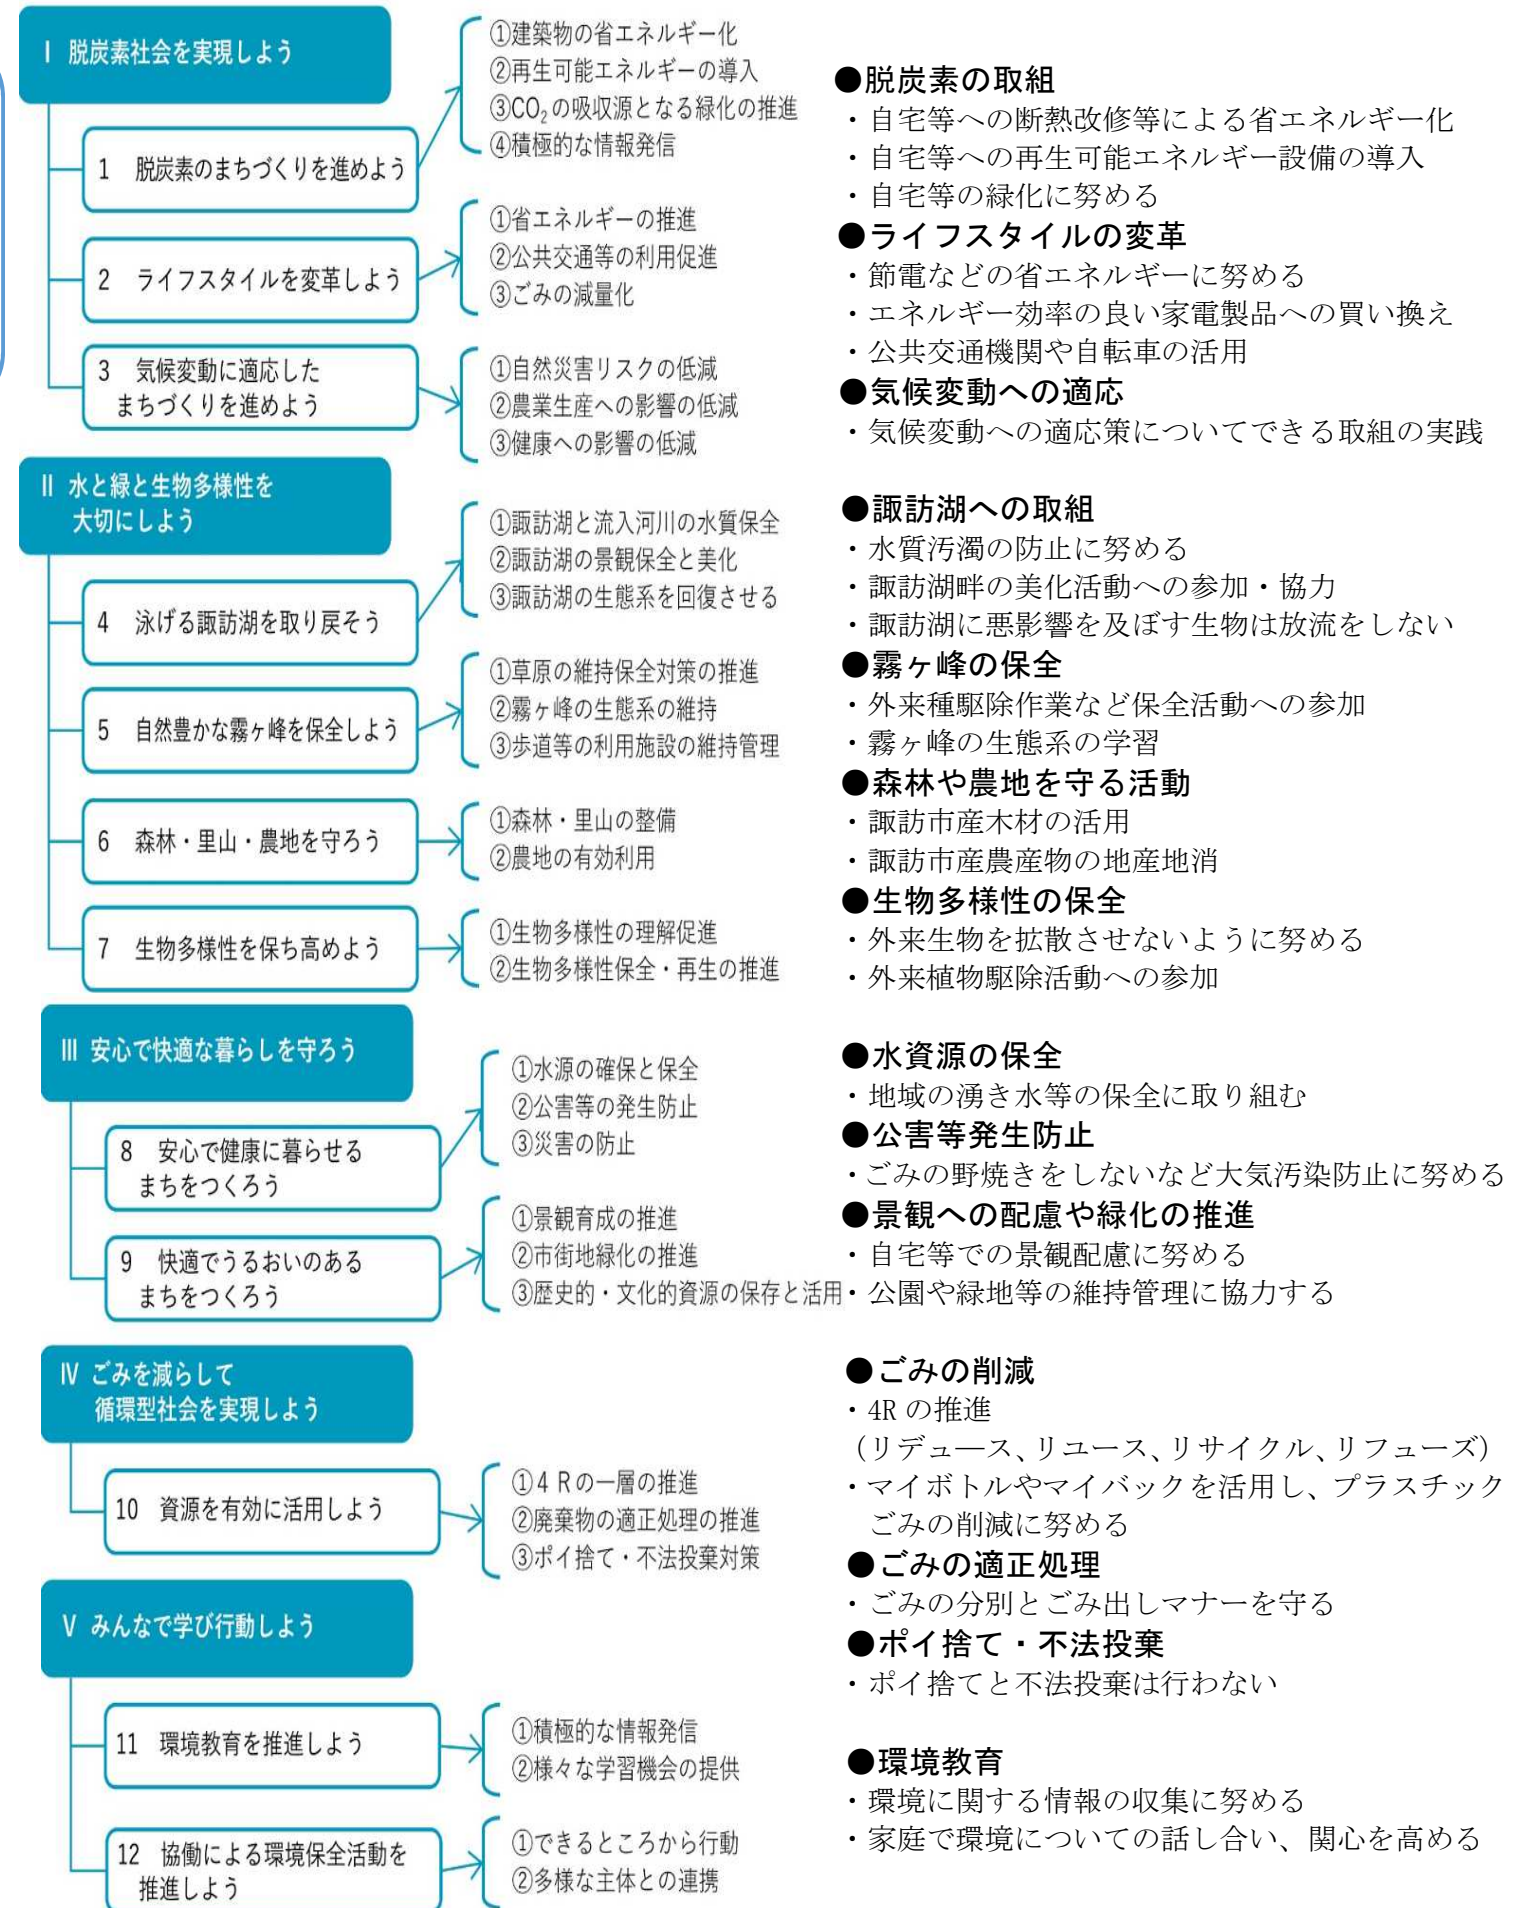 Ⅰ 脱炭素社会を実現しよう
1 脱炭素のまちづくりを進めよう
①建築物の省エネルギー化
②再生可能エネルギーの導入
③CO₂の吸収源となる緑化の推進
④積極的な情報発信
2 ライフスタイルを変革しよう
①省エネルギーの推進
②公共交通等の利用促進
③ごみの減量化
3 気候変動に適応した
まちづくりを進めよう
①自然災害リスクの低減
②農業生産への影響の低減
③健康への影響の低減
●脱炭素の取組
・自宅等への断熱改修等による省エネルギー化
・自宅等への再生可能エネルギー設備の導入
・自宅等の緑化に努める
●ライフスタイルの変革
・節電などの省エネルギーに努める
・エネルギー効率の良い家電製品への買い換え
・公共交通機関や自転車の活用
●気候変動への適応
・気候変動への適応策についてできる取組の実践
Ⅱ 水と緑と生物多様性を
大切にしよう
4 泳げる諏訪湖を取り戻そう
①諏訪湖と流入河川の水質保全
②諏訪湖の景観保全と美化
③諏訪湖の生態系を回復させる
5 自然豊かな霧ヶ峰を保全しよう
①草原の維持保全対策の推進
②霧ヶ峰の生態系の維持
③歩道等の利用施設の維持管理
6 森林・里山・農地を守ろう
①森林・里山の整備
②農地の有効利用
7 生物多様性を保ち高めよう
①生物多様性の理解促進
②生物多様性保全・再生の推進
●諏訪湖への取組
・水質汚濁の防止に努める
・諏訪湖畔の美化活動への参加・協力
・諏訪湖に悪影響を及ぼす生物は放流をしない
●霧ヶ峰の保全
・外来種駆除作業など保全活動への参加
・霧ヶ峰の生態系の学習
●森林や農地を守る活動
・諏訪市産木材の活用
・諏訪市産農産物の地産地消
●生物多様性の保全
・外来生物を拡散させないように努める
・外来植物駆除活動への参加
Ⅲ 安心で快適な暮らしを守ろう
8 安心で健康に暮らせる
まちをつくろう
①水源の確保と保全
②公害等の発生防止
③災害の防止
9 快適でうるおいのある
まちをつくろう
①景観育成の推進
②市街地緑化の推進
③歴史的・文化的資源の保存と活用
●水資源の保全
・地域の湧き水等の保全に取り組む
●公害等発生防止
・ごみの野焼きをしないなど大気汚染防止に努める
●景観への配慮や緑化の推進
・自宅等での景観配慮に努める
・公園や緑地等の維持管理に協力する
Ⅳ ごみを減らして
循環型社会を実現しよう
10 資源を有効に活用しよう
①4Rの一層の推進
②廃棄物の適正処理の推進
③ポイ捨て・不法投棄対策
●ごみの削減
・4Rの推進
(リデュ―ス、リユース、リサイクル、リフューズ)
・マイボトルやマイバックを活用し、プラスチック
ごみの削減に努める
●ごみの適正処理
・ごみの分別とごみ出しマナーを守る
●ポイ捨て・不法投棄
・ポイ捨てと不法投棄は行わない
Ⅴ みんなで学び行動しよう
11 環境教育を推進しよう
①積極的な情報発信
②様々な学習機会の提供
12 協働による環境保全活動を
推進しよう
①できるところから行動
②多様な主体との連携
●環境教育
・環境に関する情報の収集に努める
・家庭で環境についての話し合い、関心を高める